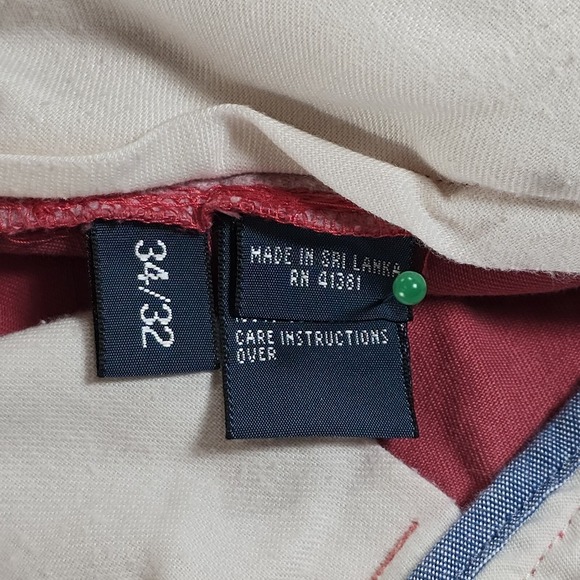 34/32
MADE IN SRI LANKA
RN 41381
CARE INSTRUCTIONS
OVER